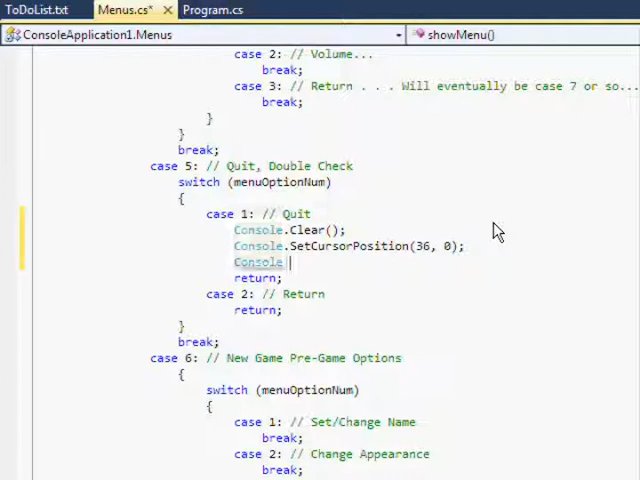 ToDoList.txt Menus.cs* × Program.cs
ConsoleApplication1.Menus showMenu()
case 2: // Volume...
break;
case 3: // Return . . . Will eventually be case 7 or so...
break;
}
}
break;
case 5: // Quit, Double Check
switch (menuOptionNum)
{
case 1: // Quit
Console.Clear();
Console.SetCursorPosition(36, 0);
Console
return;
case 2: // Return
return;
}
break;
case 6: // New Game Pre-Game Options
{
switch (menuOptionNum)
{
case 1: // Set/Change Name
break;
case 2: // Change Appearance
break;